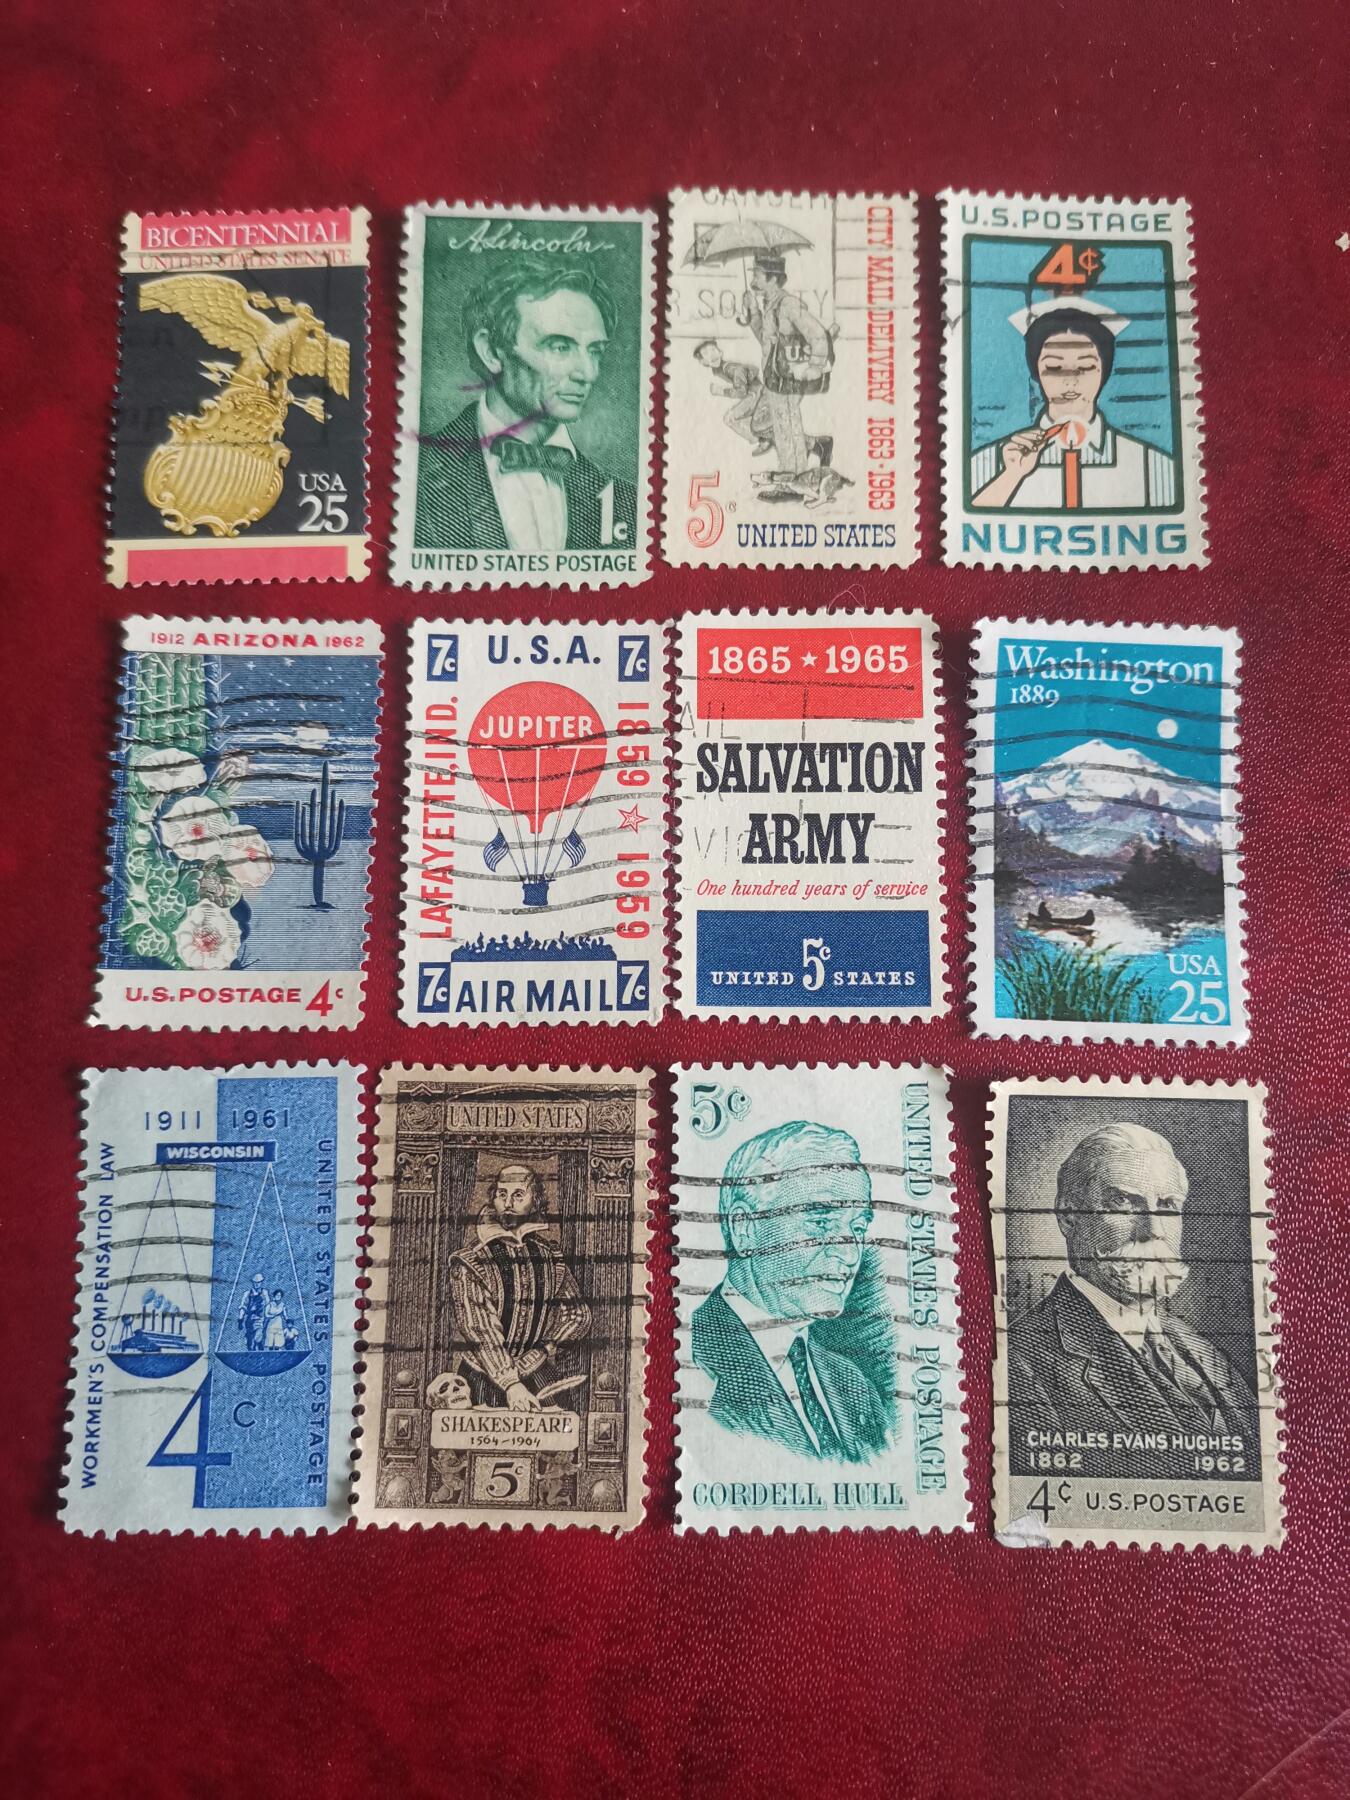 BICENTENNIAL
UNITED STATES SENATE
USA
25
A. Lincoln
1c
UNITED STATES POSTAGE
CITY MAIL DELIVERY 1863·1963
U.S.
5c
UNITED STATES
U.S.POSTAGE
4¢
NURSING
1912 ARIZONA 1962
U.S.POSTAGE 4c
7c U.S.A. 7c
LAFAYETTE, IND.
JUPITER
1859 ★ 1959
7c AIR MAIL 7c
1865 ★ 1965
SALVATION
ARMY
One hundred years of service
UNITED 5c STATES
Washington
1889
USA
25
1911 1961
WISCONSIN
WORKMEN'S COMPENSATION LAW
UNITED STATES POSTAGE
4c
UNITED STATES
SHAKESPEARE
1564-1964
5c
5c
UNITED STATES POSTAGE
CORDELL HULL
CHARLES EVANS HUGHES
1862 1962
4¢ U.S.POSTAGE